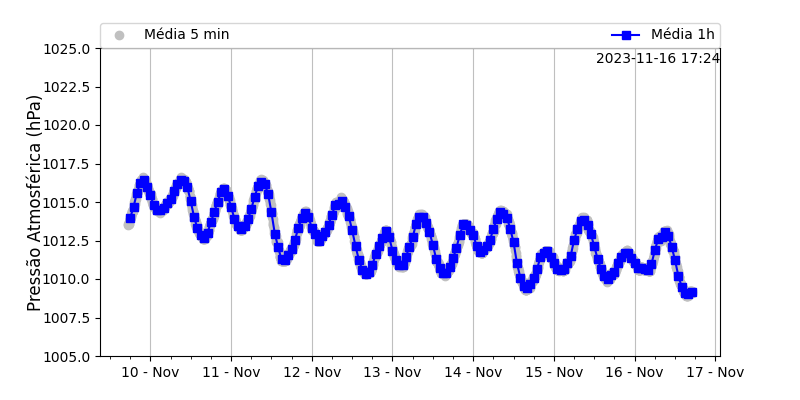 Média 5 min
Média 1h
2023-11-16 17:24
Pressão Atmosférica (hPa)
1025.0
1022.5
1020.0
1017.5
1015.0
1012.5
1010.0
1007.5
1005.0
10 - Nov
11 - Nov
12 - Nov
13 - Nov
14 - Nov
15 - Nov
16 - Nov
17 - Nov